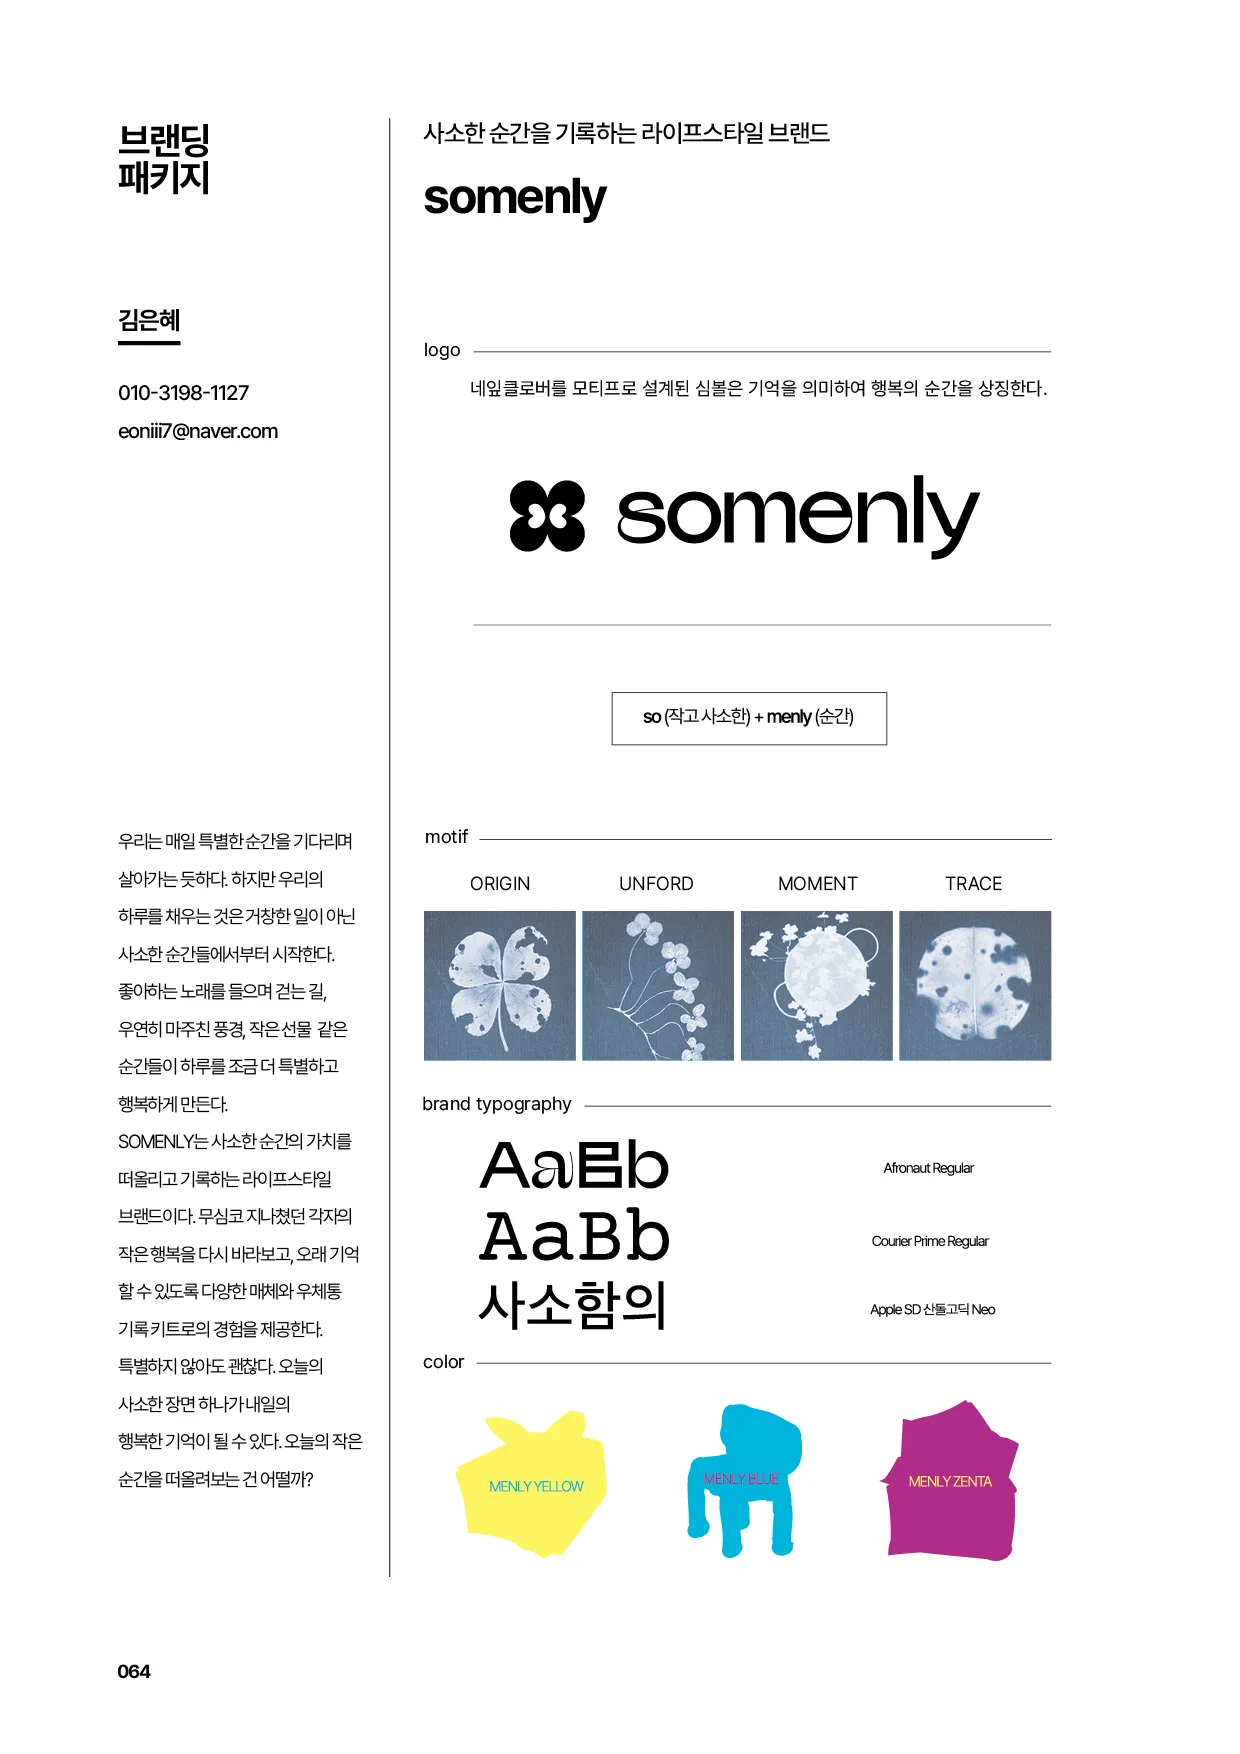 브랜딩
패키지
김은혜
010-3198-1127
eoniii7@naver.com
우리는 매일 특별한 순간을 기다리며
살아가는 듯하다. 하지만 우리의
하루를 채우는 것은 거창한 일이 아닌
사소한 순간들에서부터 시작한다.
좋아하는 노래를 들으며 걷는 길,
우연히 마주친 풍경, 작은 선물 같은
순간들이 하루를 조금 더 특별하고
행복하게 만든다.
SOMENLY는 사소한 순간의 가치를
떠올리고 기록하는 라이프스타일
브랜드이다. 무심코 지나쳤던 각자의
작은 행복을 다시 바라보고, 오래 기억
할 수 있도록 다양한 매체와 우체통
기록 키트로의 경험을 제공한다.
특별하지 않아도 괜찮다. 오늘의
사소한 장면 하나가 내일의
행복한 기억이 될 수 있다. 오늘의 작은
순간을 떠올려보는 건 어떨까?
064
사소한 순간을 기록하는 라이프스타일 브랜드
somenly
logo
네잎클로버를 모티프로 설계된 심볼은 기억을 의미하여 행복의 순간을 상징한다.
somenly
so (작고 사소한) + menly (순간)
motif
ORIGIN UNFORD MOMENT TRACE
brand typography
AaBb Afronaut Regular
AaBb Courier Prime Regular
사소함의 Apple SD 산돌고딕 Neo
color
MENLY YELLOW MENLY BLUE MENLY ZENTA